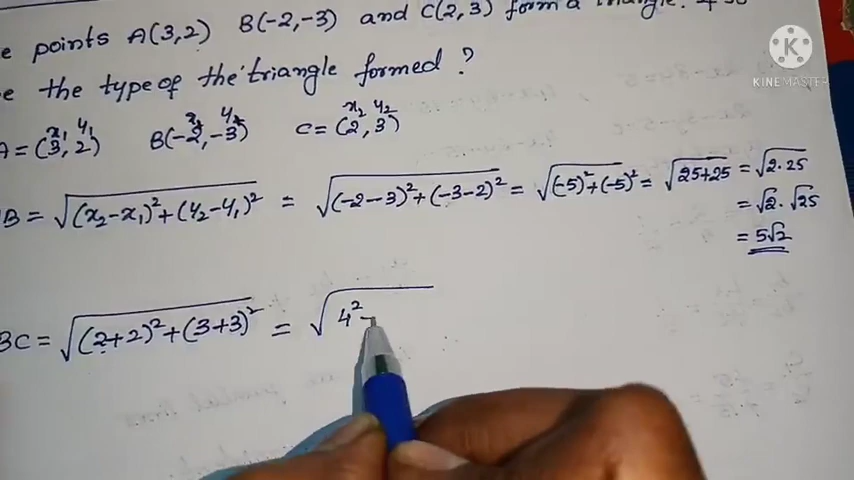 points A(3,2) B(-2,-3) and C(2,3) form a triangle.
the type of the triangle formed ?
A = (3, 2) B(-2, -3) C = (2, 3)
x₁ y₁ x₂ y₂
B = √(x₂-x₁)²+(y₂-y₁)² = √(-2-3)²+(-3-2)² = √(-5)²+(-5)² = √25+25 = √2·25
= √2 · √25
= 5√2
BC = √(2+2)²+(3+3)² = √4²
KINEMASTER